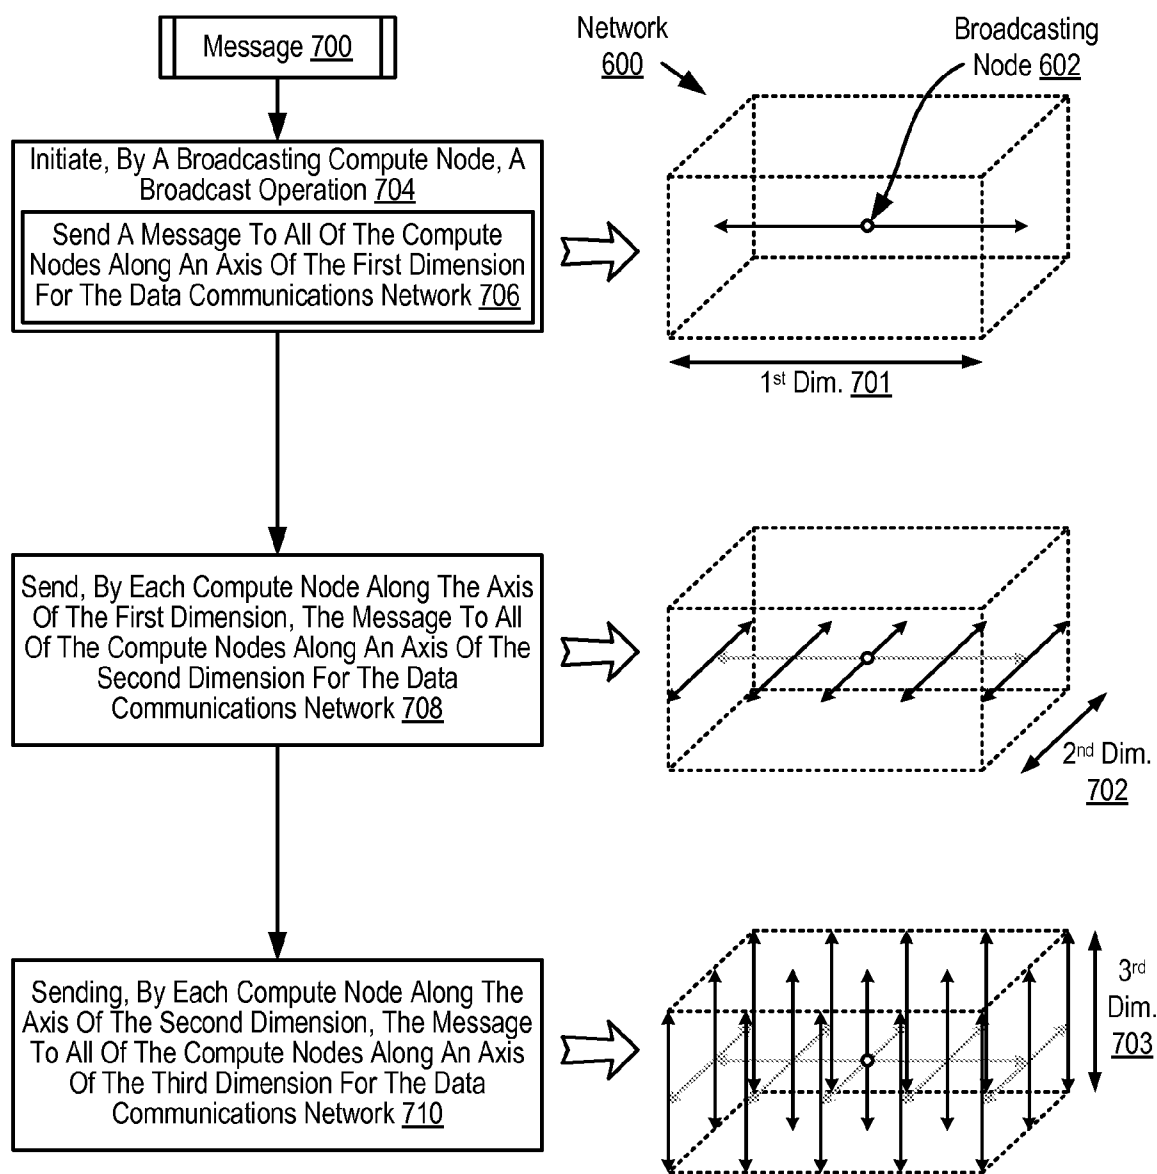 Message 700
Network
600
Broadcasting
Node 602
Initiate, By A Broadcasting Compute Node, A
Broadcast Operation 704
Send A Message To All Of The Compute
Nodes Along An Axis Of The First Dimension
For The Data Communications Network 706
1st Dim. 701
Send, By Each Compute Node Along The Axis
Of The First Dimension, The Message To All
Of The Compute Nodes Along An Axis Of The
Second Dimension For The Data
Communications Network 708
2nd Dim.
702
Sending, By Each Compute Node Along The
Axis Of The Second Dimension, The Message
To All Of The Compute Nodes Along An Axis
Of The Third Dimension For The Data
Communications Network 710
3rd
Dim.
703